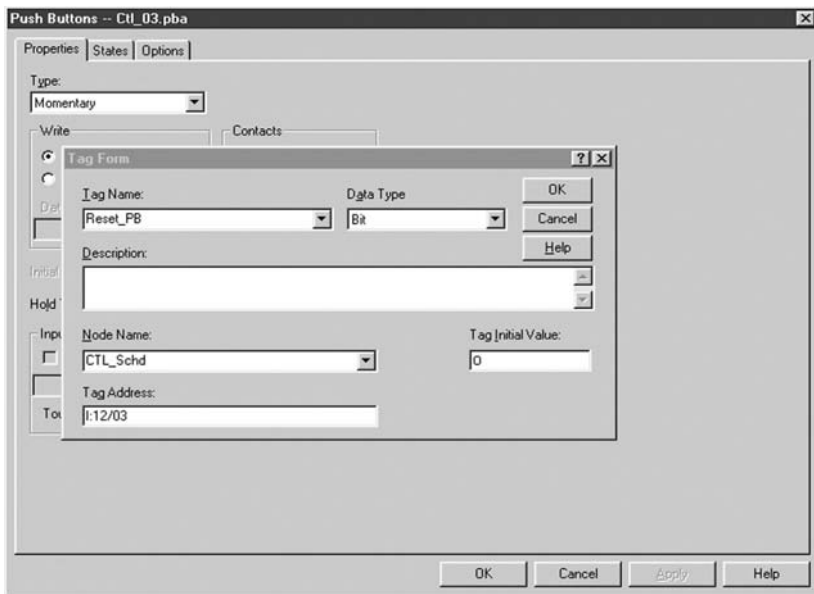 Push Buttons -- Ctl_03.pba
Properties States Options
Type:
Momentary
Write Contacts
Tag Form
Tag Name: Data Type OK
Reset_PB Bit Cancel
Help
Description:
Initial
Hold
Node Name: Tag Initial Value:
CTL_Schd 0
Tag Address:
I:12/03
OK Cancel Apply Help